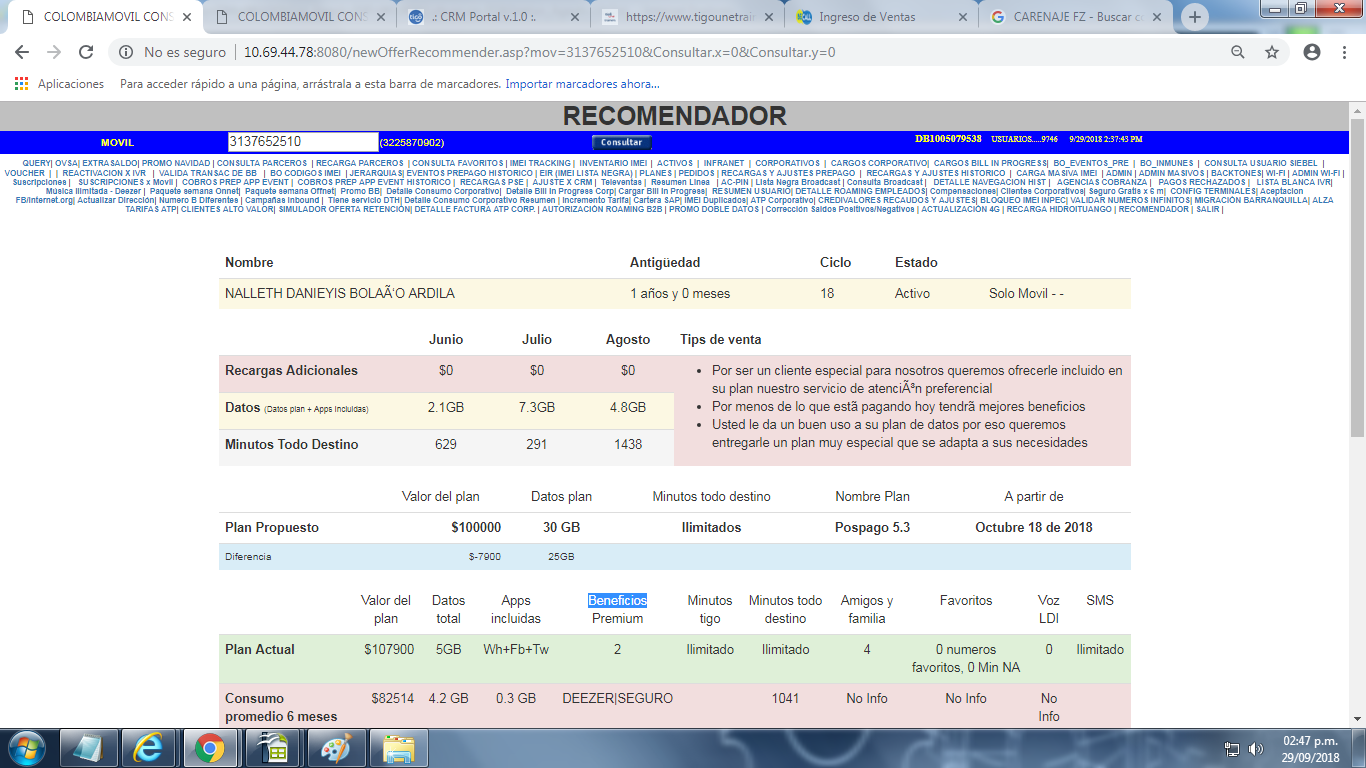 COLOMBIAMOVIL CONS
COLOMBIAMOVIL CONS
.: CRM Portal v.1.0 :.
https://www.tigounetrain
Ingreso de Ventas
CARENAJE FZ - Buscar c
No es seguro | 10.69.44.78:8080/newOfferRecommender.asp?mov=3137652510&Consultar.x=0&Consultar.y=0
Aplicaciones Para acceder rápido a una página, arrástrala a esta barra de marcadores. Importar marcadores ahora...
RECOMENDADOR
MOVIL 3137652510 (3225870902) Consultar DB1005079538 USUARIOS.....9746 9/29/2018 2:37:43 PM
QUERY| OVSA| EXTRASALDO| PROMO NAVIDAD | CONSULTA PARCEROS | RECARGA PARCEROS | CONSULTA FAVORITOS | IMEI TRACKING | INVENTARIO IMEI | ACTIVOS | INFRANET | CORPORATIVOS | CARGOS CORPORATIVO| CARGOS BILL IN PROGRESS| BO_EVENTOS_PRE | BO_INMUNES | CONSULTA USUARIO SIEBEL |
VOUCHER | | REACTIVACION X IVR | VALIDA TRANSAC DE BB | BO CODIGOS IMEI | JERARQUIAS| EVENTOS PREPAGO HISTORICO | EIR (IMEI LISTA NEGRA) | PLANES | PEDIDOS | RECARGAS Y AJUSTES PREPAGO | RECARGAS Y AJUSTES HISTORICO | CARGA MASIVA IMEI | ADMIN | ADMIN MASIVOS | BACKTONES| WI-FI | ADMIN WI-FI |
Suscripciones | SUSCRIPCIONES x Movil | COBROS PREP APP EVENT | COBROS PREP APP EVENT HISTORICO | RECARGAS PSE | AJUSTE X CRM | Televentas | Resumen Linea | AC-PIN | Lista Negra Broadcast | Consulta Broadcast | DETALLE NAVEGACION HIST | AGENCIAS COBRANZA | PAGOS RECHAZADOS | LISTA BLANCA IVR|
Musica Ilimitada - Deezer | Paquete semana Onnet| Paquete semana Offnet| Promo BB| Detalle Consumo Corporativo| Detalle Bill In Progress Corp| Cargar Bill In Progress| RESUMEN USUARIO| DETALLE ROAMING EMPLEADOS| Compensaciones| Clientes Corporativos| Seguro Gratis x 6 m| CONFIG TERMINALES| Aceptacion
FB/Internet.org| Actualizar Dirección| Numero B Diferentes | Campañas Inbound | Tiene servicio DTH| Detalle Consumo Corporativo Resumen | Incremento Tarifa| Cartera SAP| IMEI Duplicados| ATP Corporativo| CREDIVALORES RECAUDOS Y AJUSTES| BLOQUEO IMEI INPEC| VALIDAR NUMEROS INFINITOS| MIGRACIÓN BARRANQUILLA| ALZA
TARIFAS ATP| CLIENTES ALTO VALOR| SIMULADOR OFERTA RETENCIÓN| DETALLE FACTURA ATP CORP. | AUTORIZACIÓN ROAMING B2B | PROMO DOBLE DATOS | Corrección Saldos Positivos/Negativos | ACTUALIZACIÓN 4G | RECARGA HIDROITUANGO | RECOMENDADOR | SALIR |
Nombre Antigüedad Ciclo Estado
NALLETH DANIEYIS BOLAÃ‘O ARDILA 1 años y 0 meses 18 Activo Solo Movil - -
Junio Julio Agosto Tips de venta
Recargas Adicionales $0 $0 $0
Datos (Datos plan + Apps incluidas) 2.1GB 7.3GB 4.8GB
Minutos Todo Destino 629 291 1438
• Por ser un cliente especial para nosotros queremos ofrecerle incluido en
su plan nuestro servicio de atenciÃªn preferencial
• Por menos de lo que estã pagando hoy tendrã mejores beneficios
• Usted le da un buen uso a su plan de datos por eso queremos
entregarle un plan muy especial que se adapta a sus necesidades
Valor del plan Datos plan Minutos todo destino Nombre Plan A partir de
Plan Propuesto $100000 30 GB Ilimitados Pospago 5.3 Octubre 18 de 2018
Diferencia $-7900 25GB
Valor del Datos Apps Beneficios Minutos Minutos todo Amigos y Favoritos Voz SMS
plan total incluidas Premium tigo destino familia LDI
Plan Actual $107900 5GB Wh+Fb+Tw 2 Ilimitado Ilimitado 4 0 numeros 0 Ilimitado
favoritos, 0 Min NA
Consumo $82514 4.2 GB 0.3 GB DEEZER|SEGURO 1041 No Info No Info No
promedio 6 meses Info
02:47 p.m.
29/09/2018